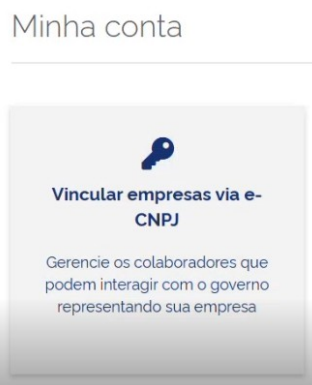 Minha conta
Vincular empresas via e-
CNPJ
Gerencie os colaboradores que
podem interagir com o governo
representando sua empresa